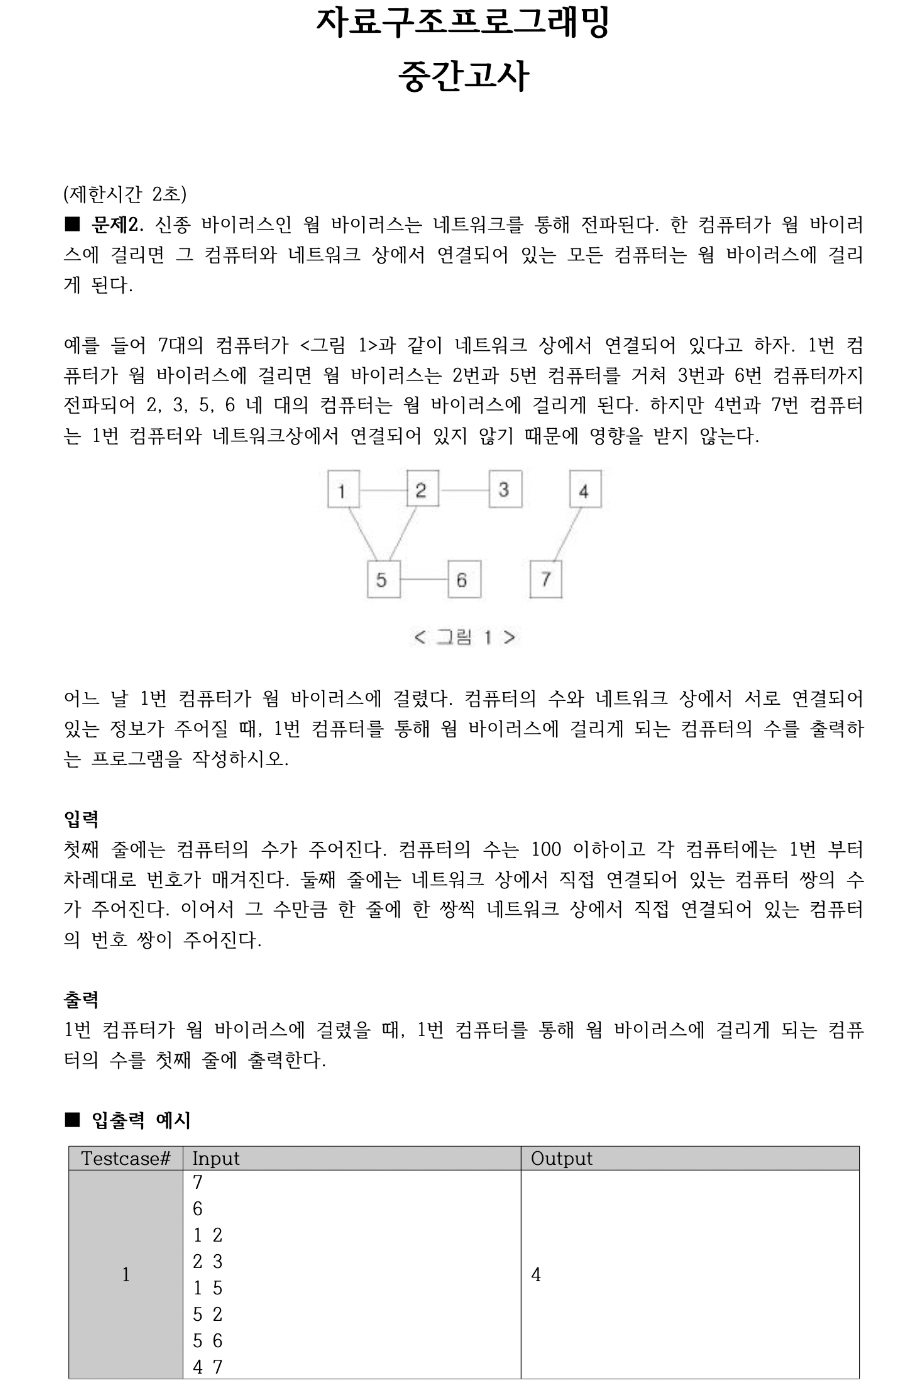 자료구조프로그래밍
중간고사
(제한시간 2초)
■ 문제2. 신종 바이러스인 웜 바이러스는 네트워크를 통해 전파된다. 한 컴퓨터가 웜 바이러
스에 걸리면 그 컴퓨터와 네트워크 상에서 연결되어 있는 모든 컴퓨터는 웜 바이러스에 걸리
게 된다.
예를 들어 7대의 컴퓨터가 <그림 1>과 같이 네트워크 상에서 연결되어 있다고 하자. 1번 컴
퓨터가 웜 바이러스에 걸리면 웜 바이러스는 2번과 5번 컴퓨터를 거쳐 3번과 6번 컴퓨터까지
전파되어 2, 3, 5, 6 네 대의 컴퓨터는 웜 바이러스에 걸리게 된다. 하지만 4번과 7번 컴퓨터
는 1번 컴퓨터와 네트워크상에서 연결되어 있지 않기 때문에 영향을 받지 않는다.
1 2 3 4
5 6 7
< 그림 1 >
어느 날 1번 컴퓨터가 웜 바이러스에 걸렸다. 컴퓨터의 수와 네트워크 상에서 서로 연결되어
있는 정보가 주어질 때, 1번 컴퓨터를 통해 웜 바이러스에 걸리게 되는 컴퓨터의 수를 출력하
는 프로그램을 작성하시오.
입력
첫째 줄에는 컴퓨터의 수가 주어진다. 컴퓨터의 수는 100 이하이고 각 컴퓨터에는 1번 부터
차례대로 번호가 매겨진다. 둘째 줄에는 네트워크 상에서 직접 연결되어 있는 컴퓨터 쌍의 수
가 주어진다. 이어서 그 수만큼 한 줄에 한 쌍씩 네트워크 상에서 직접 연결되어 있는 컴퓨터
의 번호 쌍이 주어진다.
출력
1번 컴퓨터가 웜 바이러스에 걸렸을 때, 1번 컴퓨터를 통해 웜 바이러스에 걸리게 되는 컴퓨
터의 수를 첫째 줄에 출력한다.
■ 입출력 예시
Testcase# Input Output
7
6
1 2
2 3
1 4
1 5
5 2
5 6
4 7